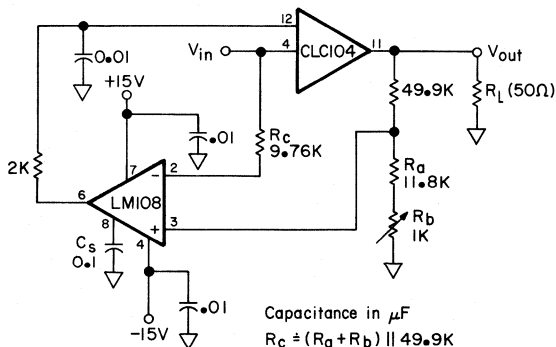 12
0.01
+15V
Vin
4
CLC104
11
Vout
49.9K
RL (50Ω)
.01
Rc
9.76K
2K
7
2
6
LM108
−
+
3
8
4
Ra
11.8K
Rb
1K
Cs
0.1
.01
−15V
Capacitance in μF
Rc ≐ (Ra + Rb) || 49.9K